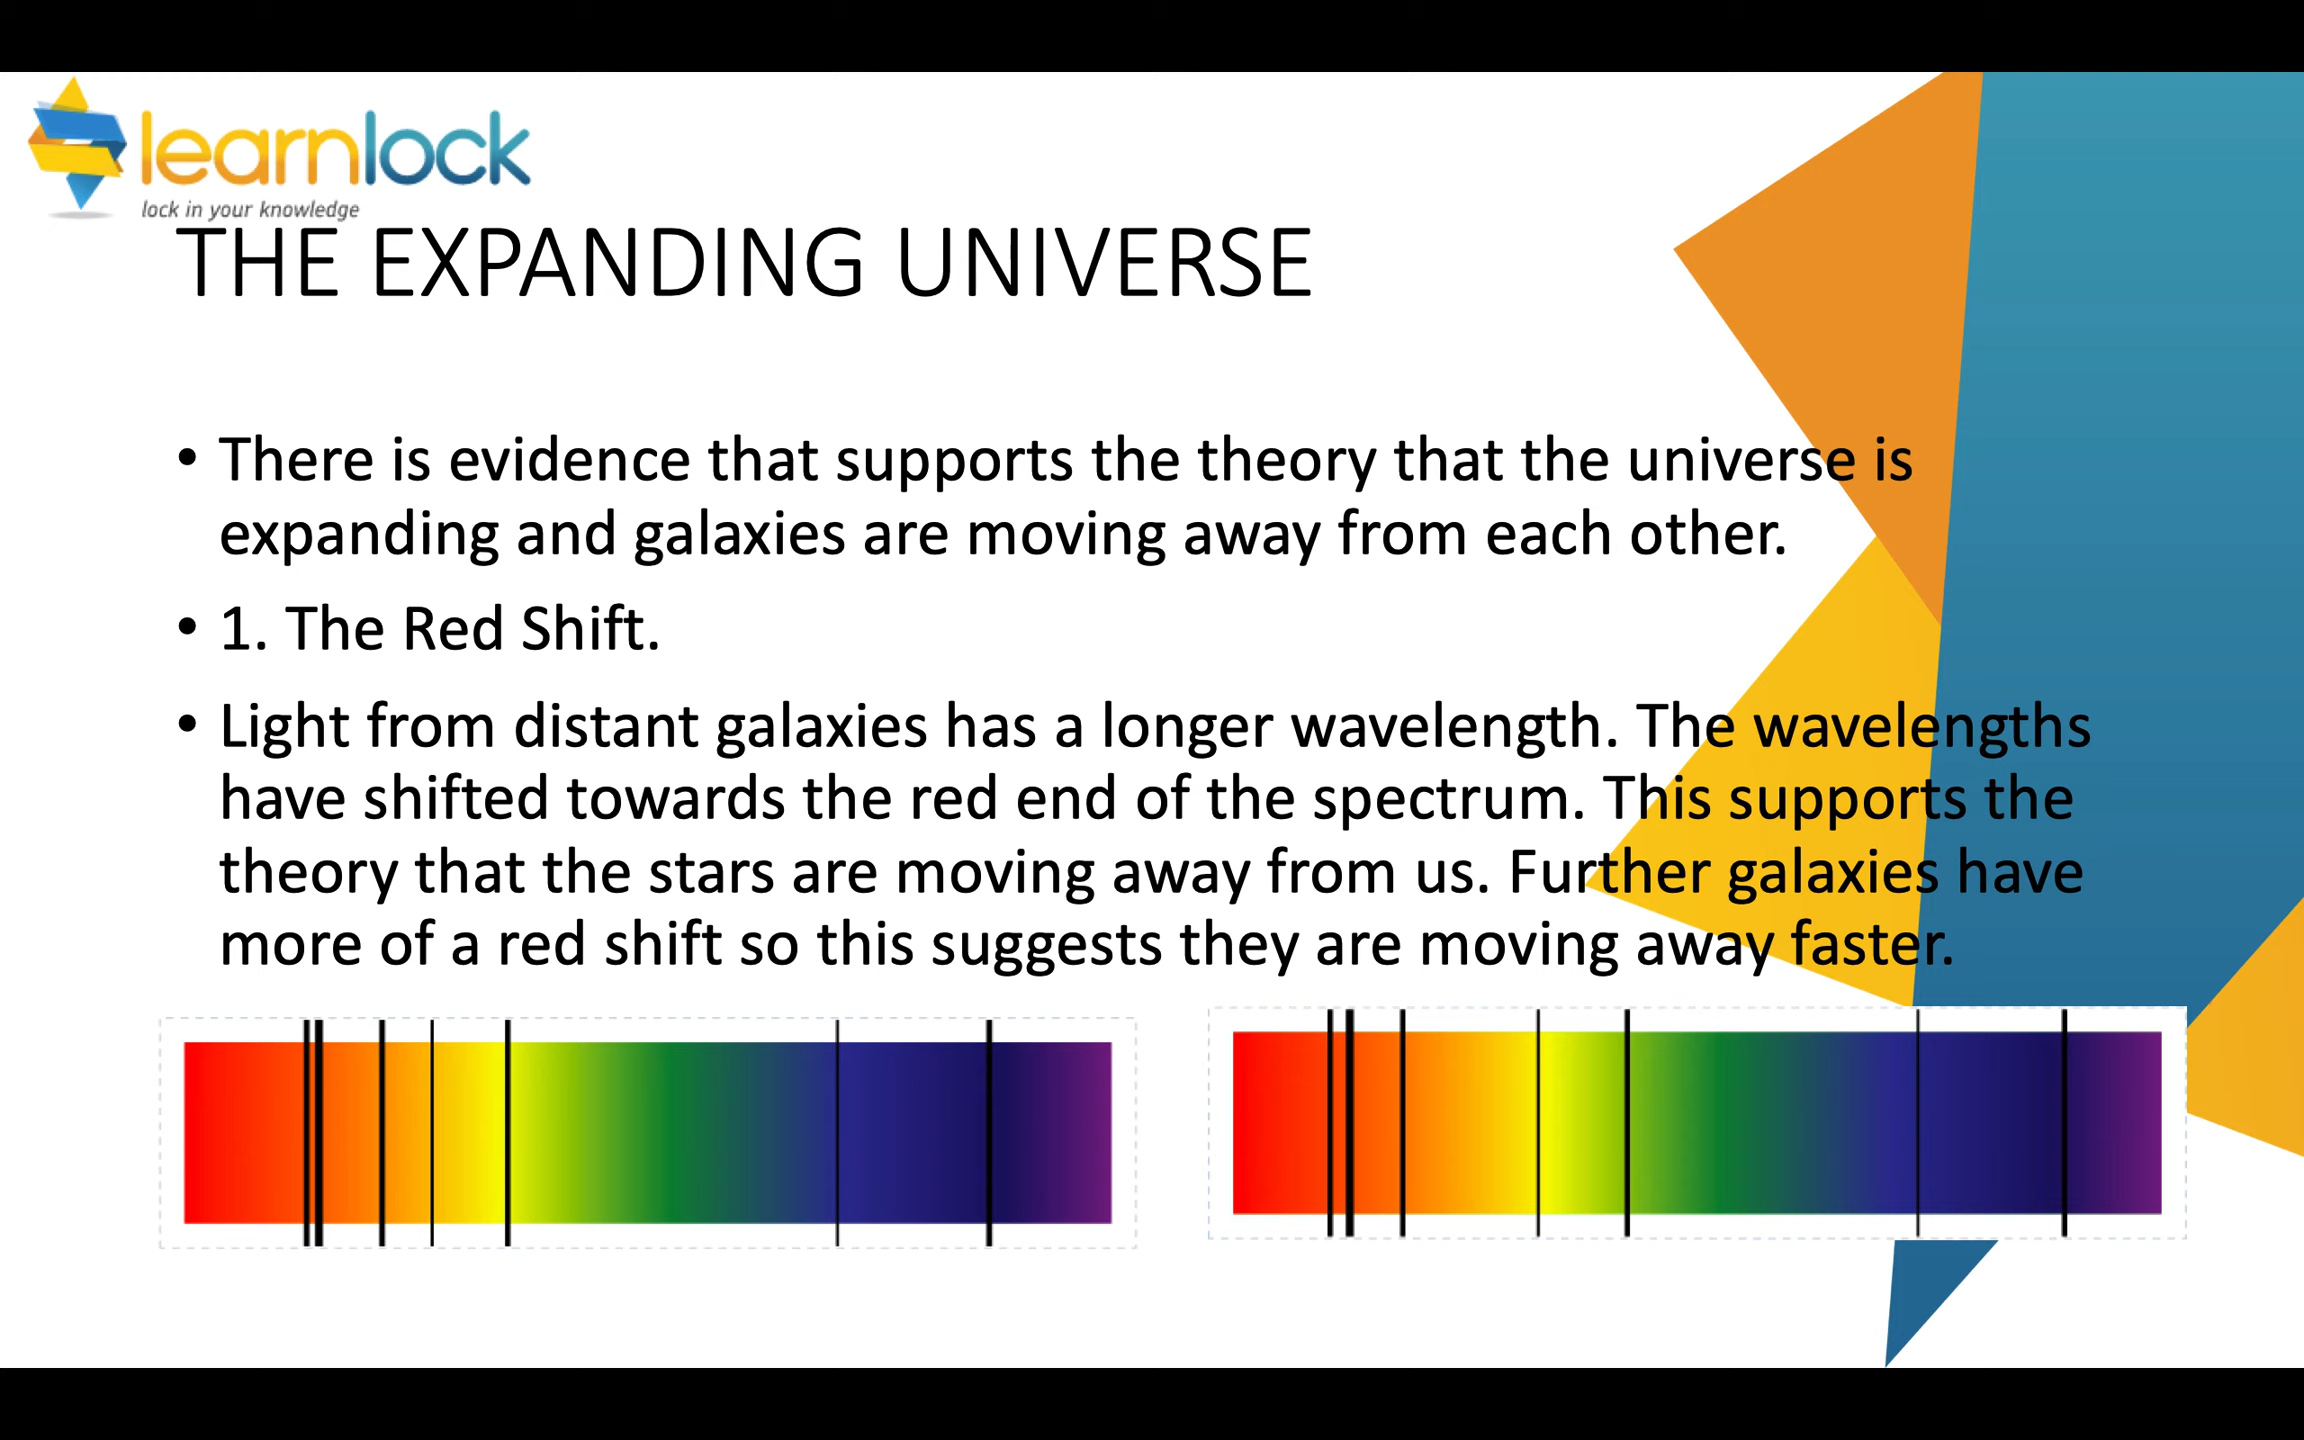 learnlock
lock in your knowledge
THE EXPANDING UNIVERSE
• There is evidence that supports the theory that the universe is
expanding and galaxies are moving away from each other.
• 1. The Red Shift.
• Light from distant galaxies has a longer wavelength. The wavelengths
have shifted towards the red end of the spectrum. This supports the
theory that the stars are moving away from us. Further galaxies have
more of a red shift so this suggests they are moving away faster.